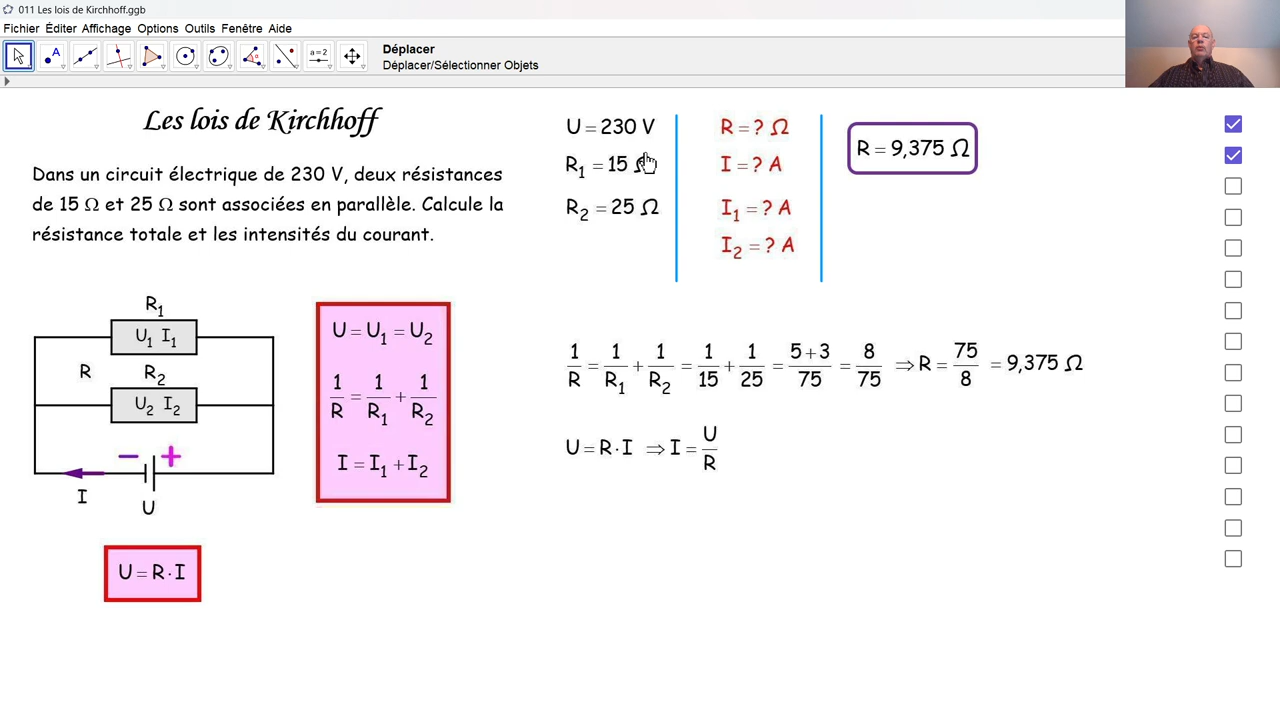 011 Les lois de Kirchhoff.ggb
Fichier Éditer Affichage Options Outils Fenêtre Aide
A
a=2
Déplacer
Déplacer/Sélectionner Objets
Les lois de Kirchhoff
Dans un circuit électrique de 230 V, deux résistances
de 15 Ω et 25 Ω sont associées en parallèle. Calcule la
résistance totale et les intensités du courant.
U = 230 V
R₁ = 15 Ω
R₂ = 25 Ω
R = ? Ω
I = ? A
I₁ = ? A
I₂ = ? A
R = 9,375 Ω
R₁
U₁ I₁
R
R₂
U₂ I₂
− +
I
U
U = U₁ = U₂
1/R = 1/R₁ + 1/R₂
I = I₁ + I₂
U = R · I
1/R = 1/R₁ + 1/R₂ = 1/15 + 1/25 = 5+3/75 = 8/75 ⇒ R = 75/8 = 9,375 Ω
U = R · I ⇒ I = U/R